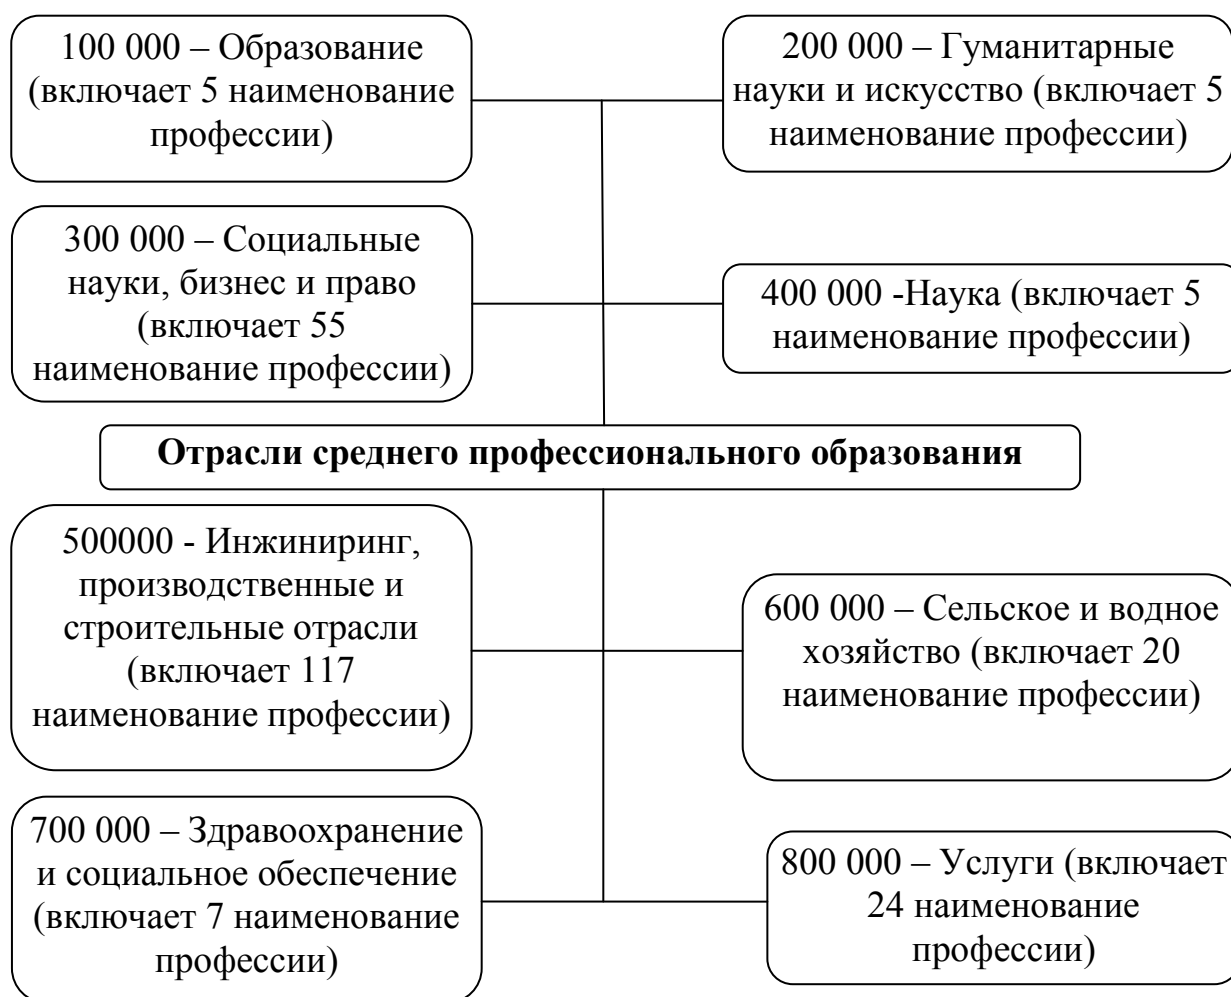 100 000 – Образование
(включает 5 наименование
профессии)
200 000 – Гуманитарные
науки и искусство (включает 5
наименование профессии)
300 000 – Социальные
науки, бизнес и право
(включает 55
наименование профессии)
400 000 -Наука (включает 5
наименование профессии)
Отрасли среднего профессионального образования
500000 - Инжиниринг,
производственные и
строительные отрасли
(включает 117
наименование профессии)
600 000 – Сельское и водное
хозяйство (включает 20
наименование профессии)
700 000 – Здравоохранение
и социальное обеспечение
(включает 7 наименование
профессии)
800 000 – Услуги (включает
24 наименование
профессии)